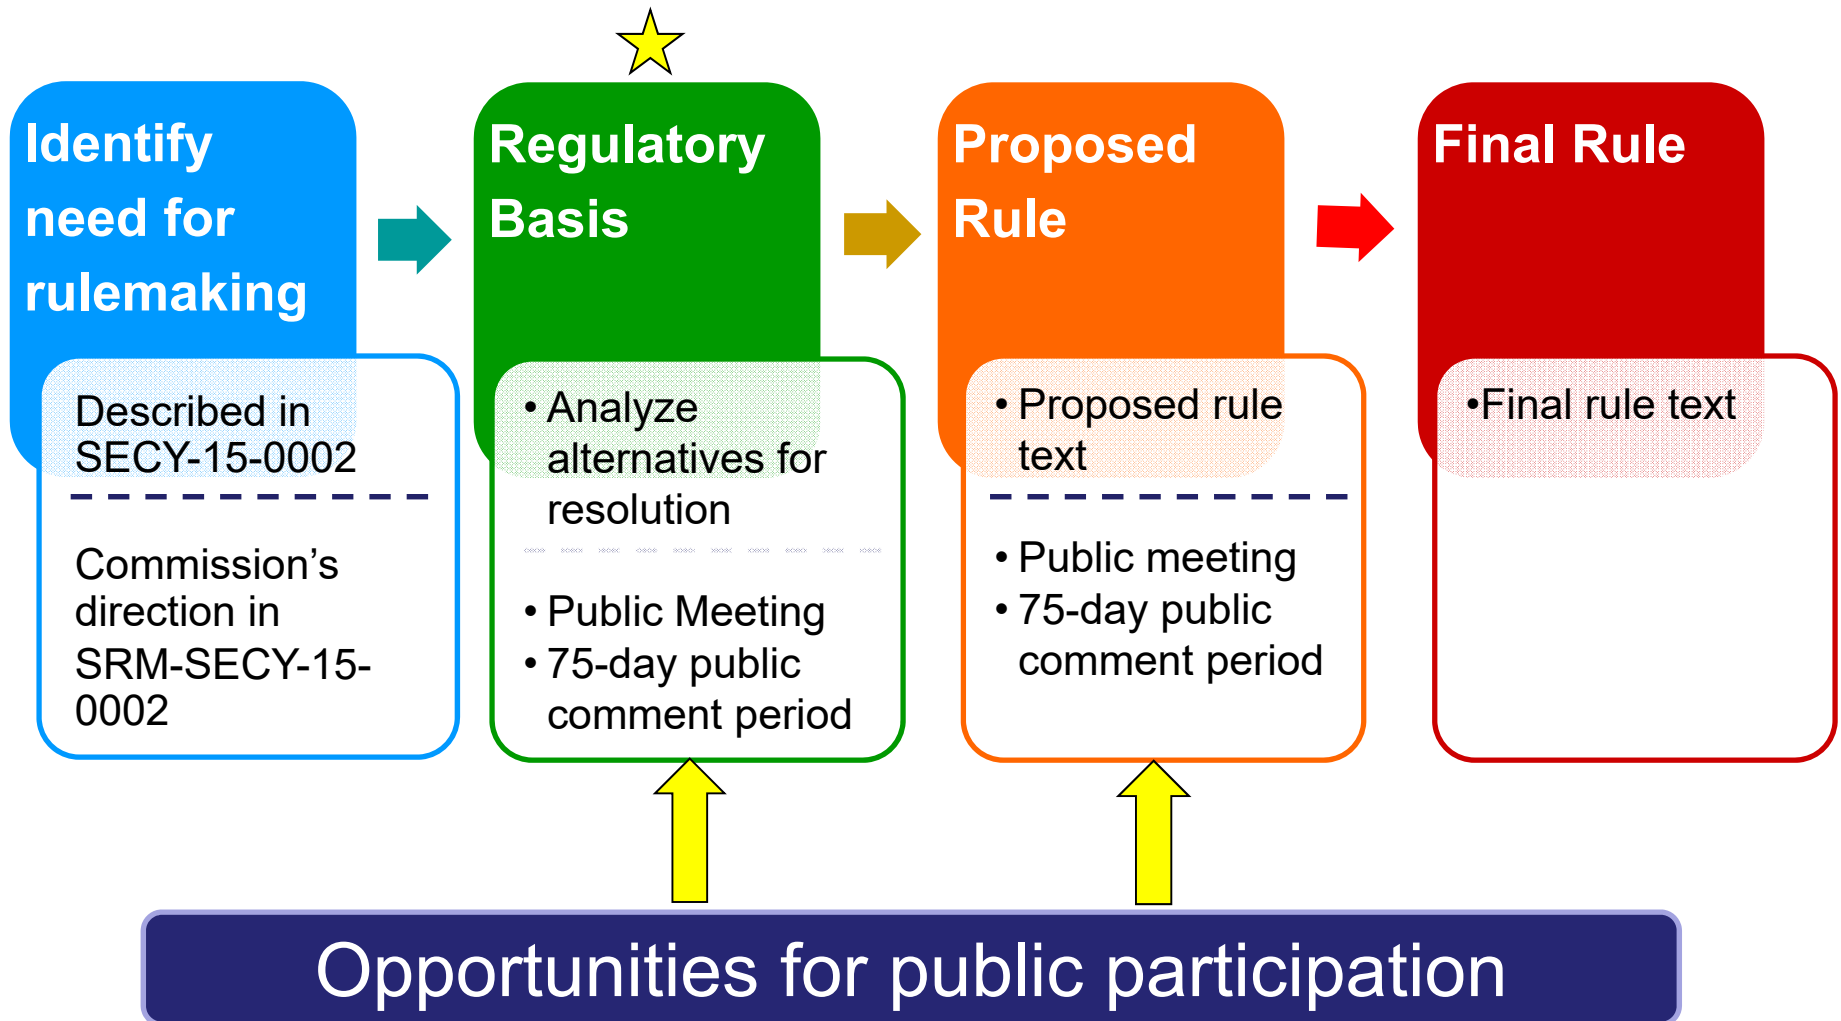 Identify
need for
rulemaking
Described in
SECY-15-0002
Commission’s
direction in
SRM-SECY-15-
0002
Regulatory
Basis
• Analyze
alternatives for
resolution
• Public Meeting
• 75-day public
comment period
Proposed
Rule
• Proposed rule
text
• Public meeting
• 75-day public
comment period
Final Rule
•Final rule text
Opportunities for public participation